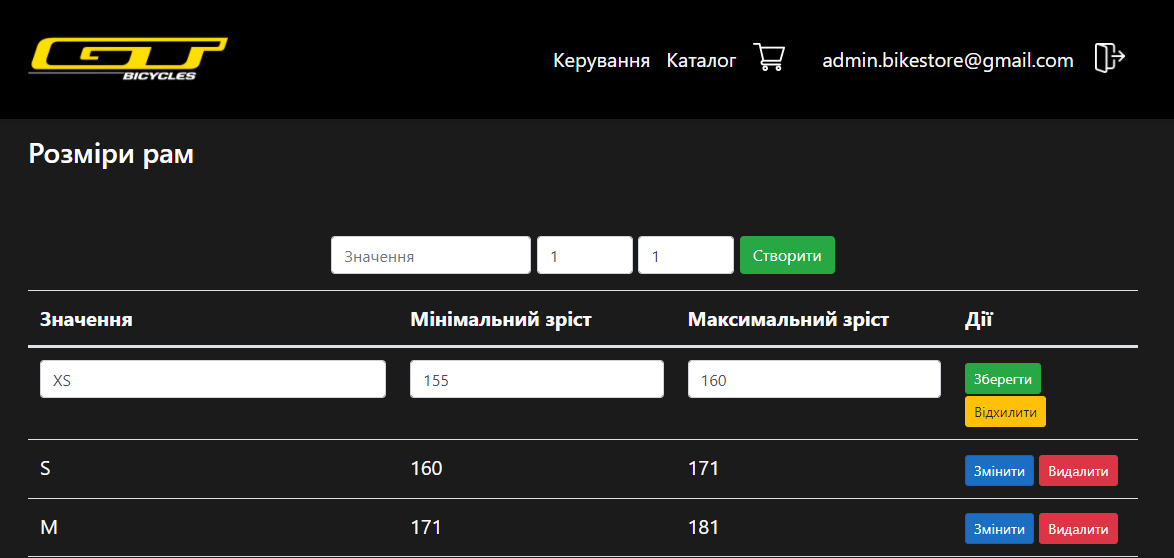 GT
BICYCLES
Керування Каталог admin.bikestore@gmail.com
Розміри рам
Значення 1 1 Створити
Значення Мінімальний зріст Максимальний зріст Дії
XS 155 160 Зберегти
Відхилити
S 160 171 Змінити Видалити
M 171 181 Змінити Видалити